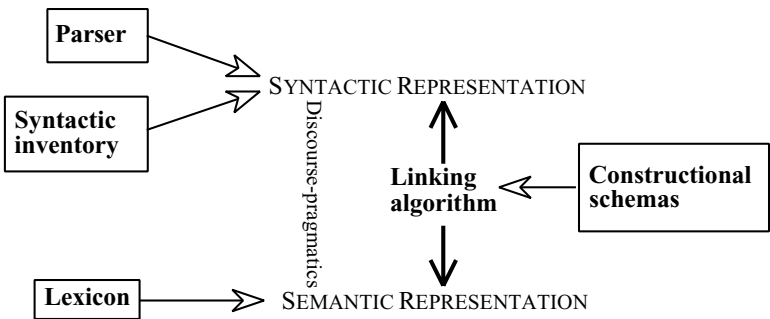 Parser
SYNTACTIC REPRESENTATION
Syntactic
inventory
Discourse-pragmatics
Linking
algorithm
Constructional
schemas
Lexicon
SEMANTIC REPRESENTATION